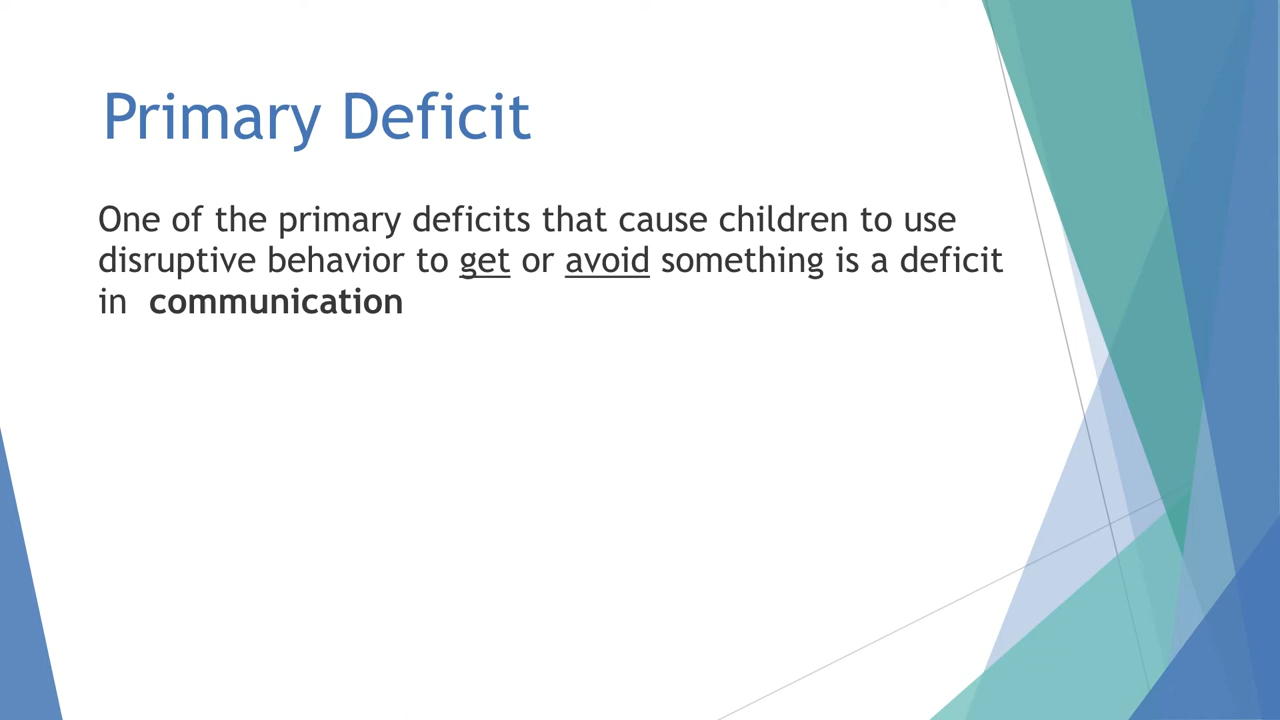 Primary Deficit
One of the primary deficits that cause children to use
disruptive behavior to get or avoid something is a deficit
in  communication